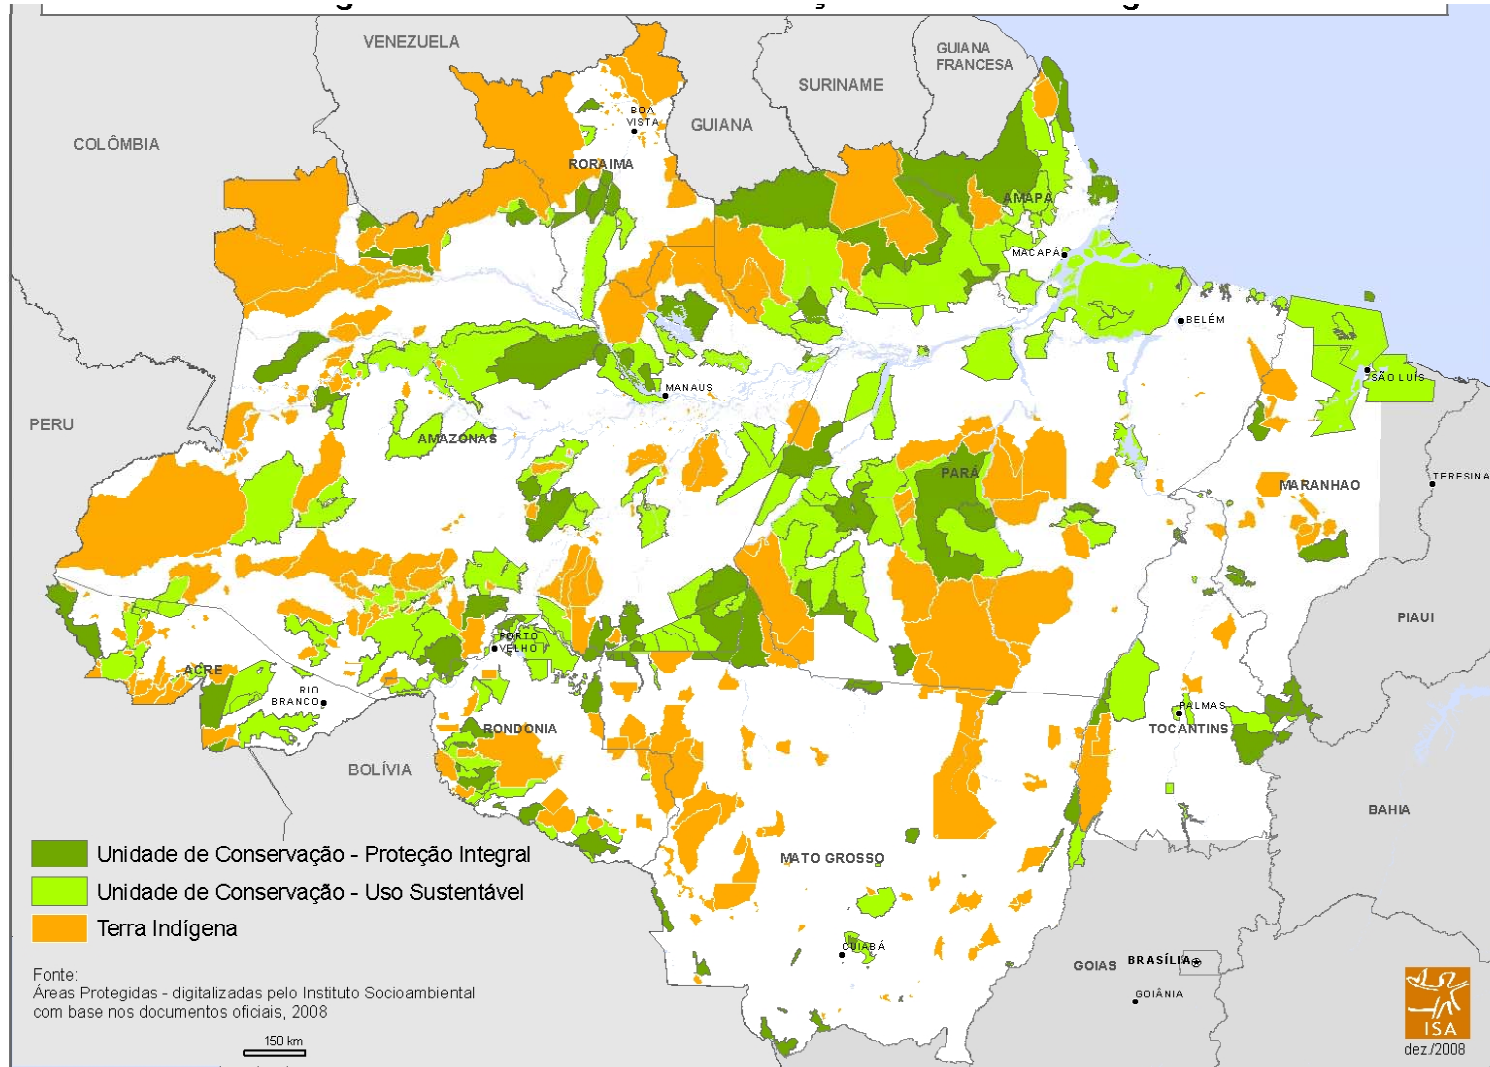 VENEZUELA
GUIANA
FRANCESA
SURINAME
COLÔMBIA
BOA
VISTA
GUIANA
RORAIMA
AMAPÁ
MACAPÁ
BELÉM
SÃO LUÍS
MANAUS
PERU
AMAZONAS
PARÁ
MARANHAO
TERESINA
PIAUI
PORTO
VELHO
ACRE
RIO
BRANCO
RONDONIA
PALMAS
TOCANTINS
BOLÍVIA
BAHIA
MATO GROSSO
CUIABÁ
GOIAS
BRASÍLIA
GOIÂNIA
Unidade de Conservação - Proteção Integral
Unidade de Conservação - Uso Sustentável
Terra Indígena
Fonte:
Áreas Protegidas - digitalizadas pelo Instituto Socioambiental
com base nos documentos oficiais, 2008
150 km
ISA
dez./2008